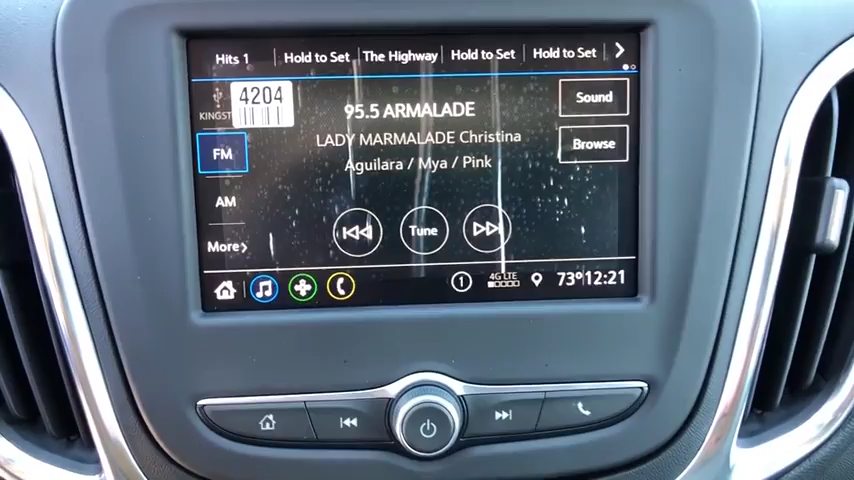 Hits 1
Hold to Set
The Highway
Hold to Set
Hold to Set
4204
KINGST
95.5 ARMALADE
LADY MARMALADE Christina
Aguilara / Mya / Pink
Sound
Browse
FM
AM
More
Tune
1
4G LTE
73° 12:21